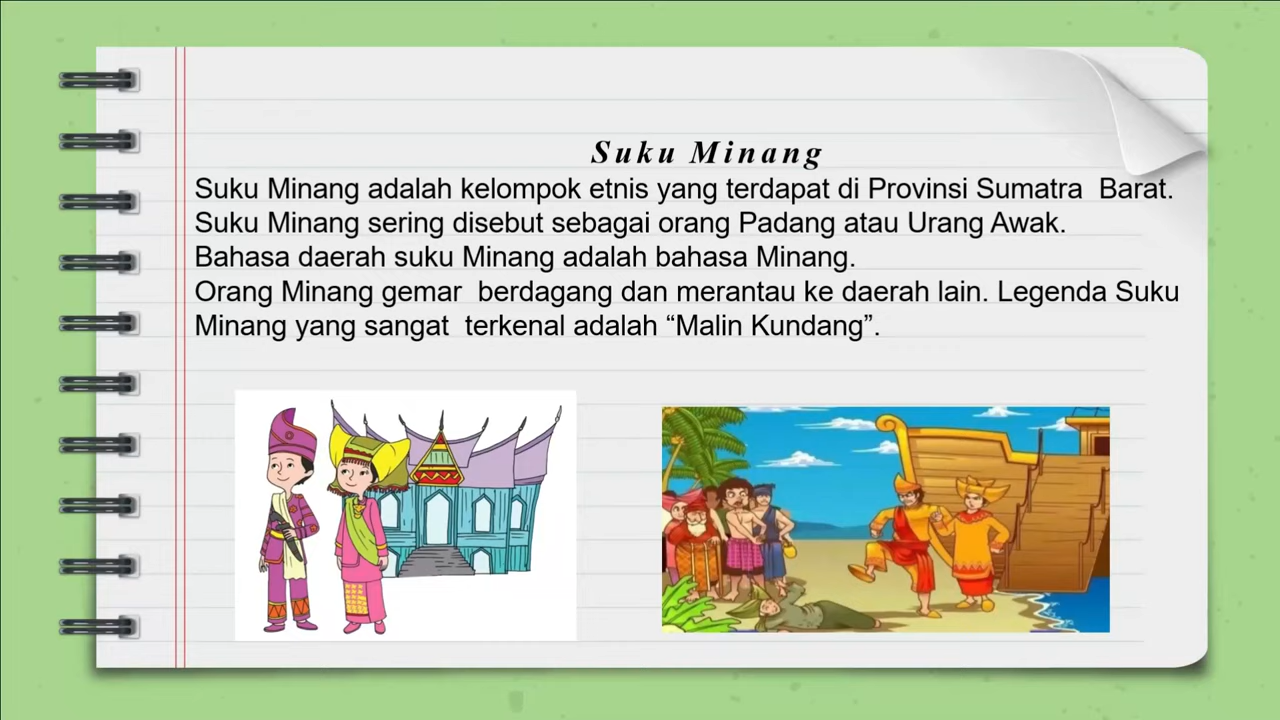 Suku Minang
Suku Minang adalah kelompok etnis yang terdapat di Provinsi Sumatra  Barat.
Suku Minang sering disebut sebagai orang Padang atau Urang Awak.
Bahasa daerah suku Minang adalah bahasa Minang.
Orang Minang gemar  berdagang dan merantau ke daerah lain. Legenda Suku
Minang yang sangat  terkenal adalah “Malin Kundang”.